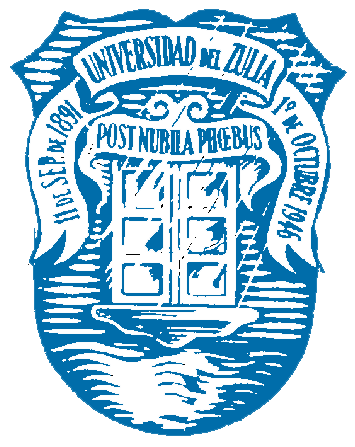 UNIVERSIDAD DEL ZULIA
11 DE SEP. DE 1891
1º DE OCTUBRE 1946
POST NUBILA PHOEBUS